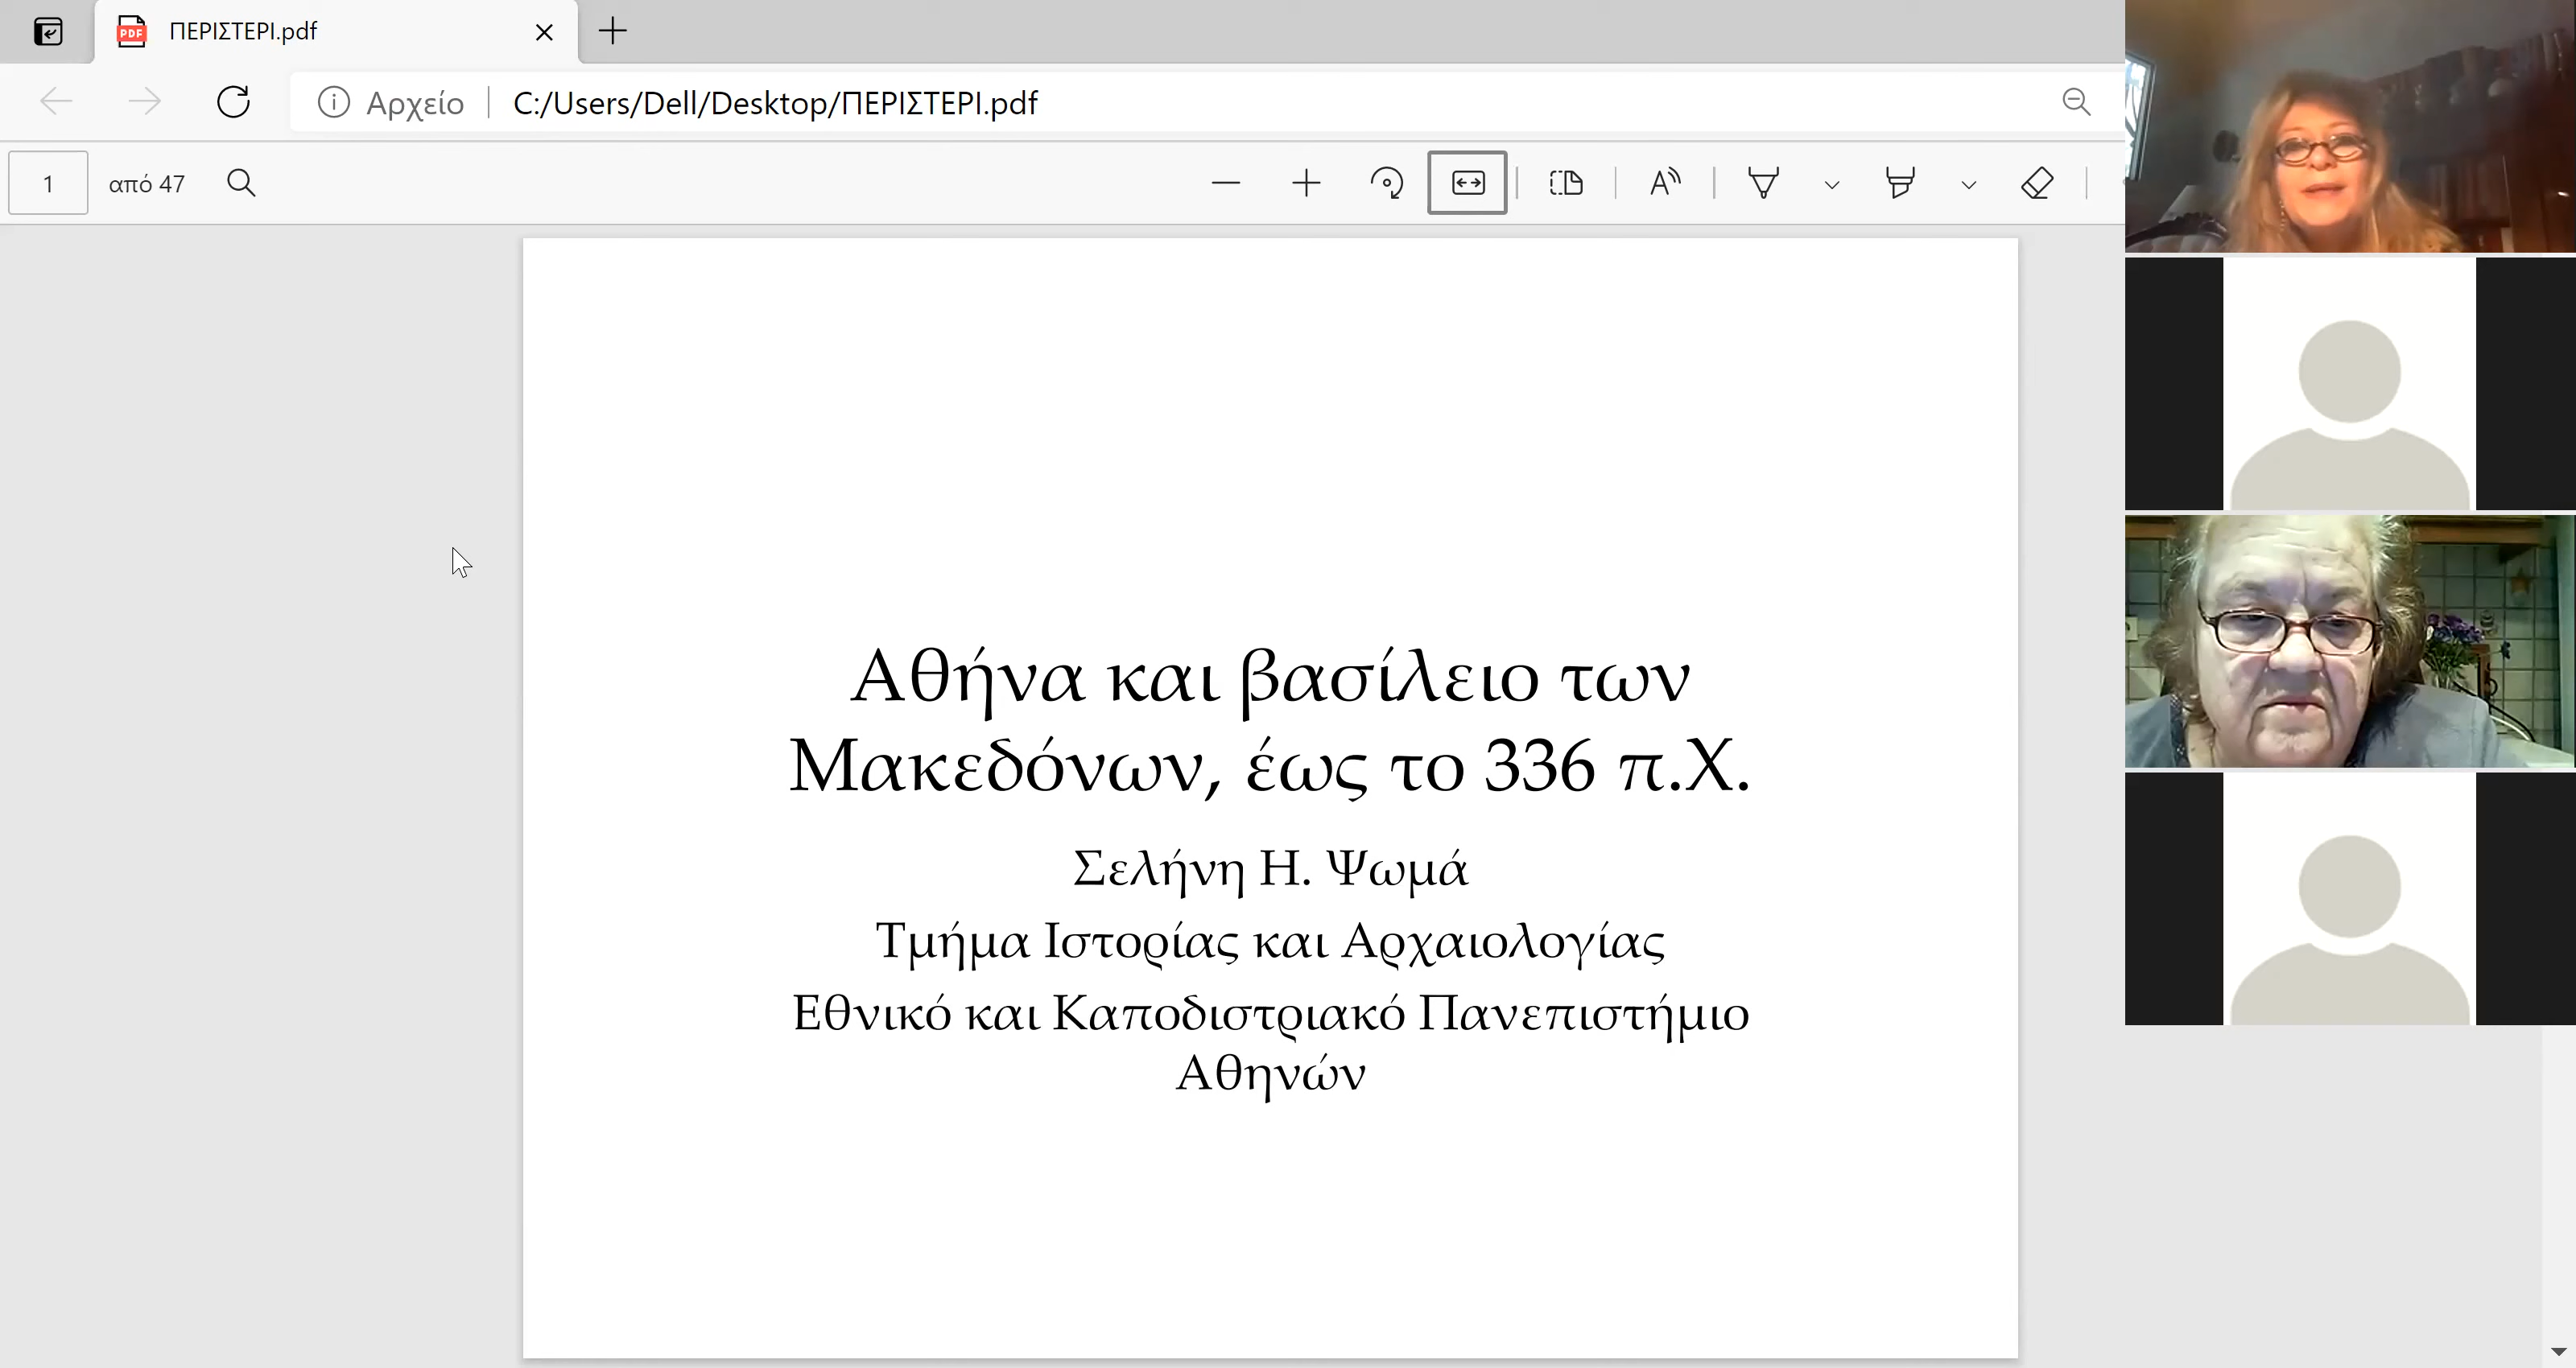 ΠΕΡΙΣΤΕΡΙ.pdf
Αρχείο C:/Users/Dell/Desktop/ΠΕΡΙΣΤΕΡΙ.pdf
1 από 47
Αθήνα και βασίλειο των
Μακεδόνων, έως το 336 π.Χ.
Σελήνη Η. Ψωμά
Τμήμα Ιστορίας και Αρχαιολογίας
Εθνικό και Καποδιστριακό Πανεπιστήμιο
Αθηνών